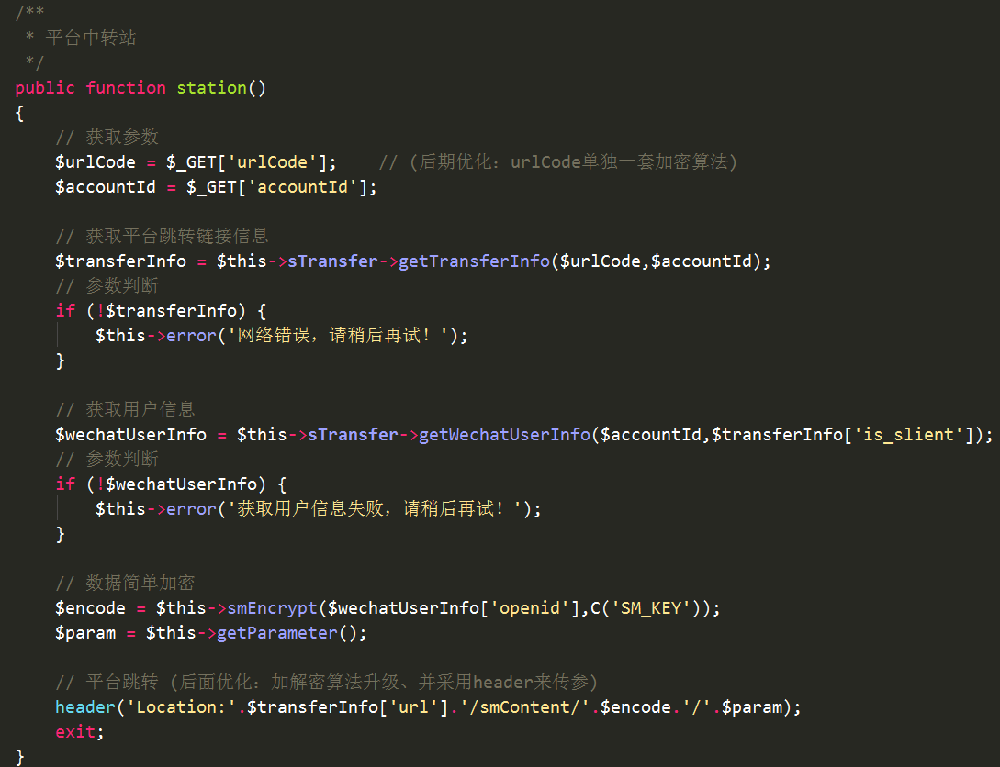 /**
 * 平台中转站
 */
public function station()
{
    // 获取参数
    $urlCode = $_GET['urlCode'];    // (后期优化: urlCode单独一套加密算法)
    $accountId = $_GET['accountId'];

    // 获取平台跳转链接信息
    $transferInfo = $this->sTransfer->getTransferInfo($urlCode,$accountId);
    // 参数判断
    if (!$transferInfo) {
        $this->error('网络错误，请稍后再试！');
    }

    // 获取用户信息
    $wechatUserInfo = $this->sTransfer->getWechatUserInfo($accountId,$transferInfo['is_slient']);
    // 参数判断
    if (!$wechatUserInfo) {
        $this->error('获取用户信息失败，请稍后再试！');
    }

    // 数据简单加密
    $encode = $this->smEncrypt($wechatUserInfo['openid'],C('SM_KEY'));
    $param = $this->getParameter();

    // 平台跳转 (后面优化: 加解密算法升级、并采用header来传参)
    header('Location:'.$transferInfo['url'].'/smContent/'.$encode.'/'.$param);
    exit;
}